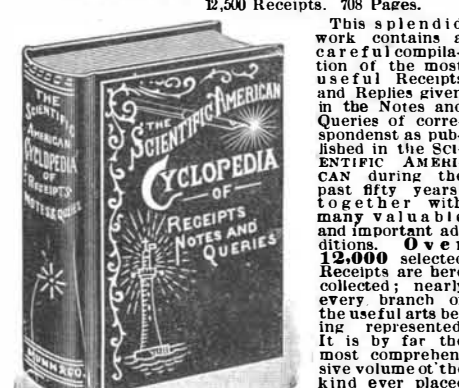 12,500 Receipts. 708 Pages.
THE
SCIENTIFIC
AMERICAN
CYCLOPEDIA
OF
RECEIPTS
NOTES & QUERIES
MUNN & CO.
THE
SCIENTIFIC AMERICAN
CYCLOPEDIA
OF
RECEIPTS
NOTES AND
QUERIES
This splendid
work contains a
careful compila-
tion of the most
useful Receipts
and Replies given
in the Notes and
Queries of corre-
spondenst as pub-
lished in the SCI-
ENTIFIC AMERI-
CAN during the
past fifty years,
together with
many valuable
and important ad-
ditions. Over
12,000 selected
Receipts are here
collected; nearly
every branch of
the useful arts be-
ing represented.
It is by far the
most comprehen-
sive volume of the
kind ever placed